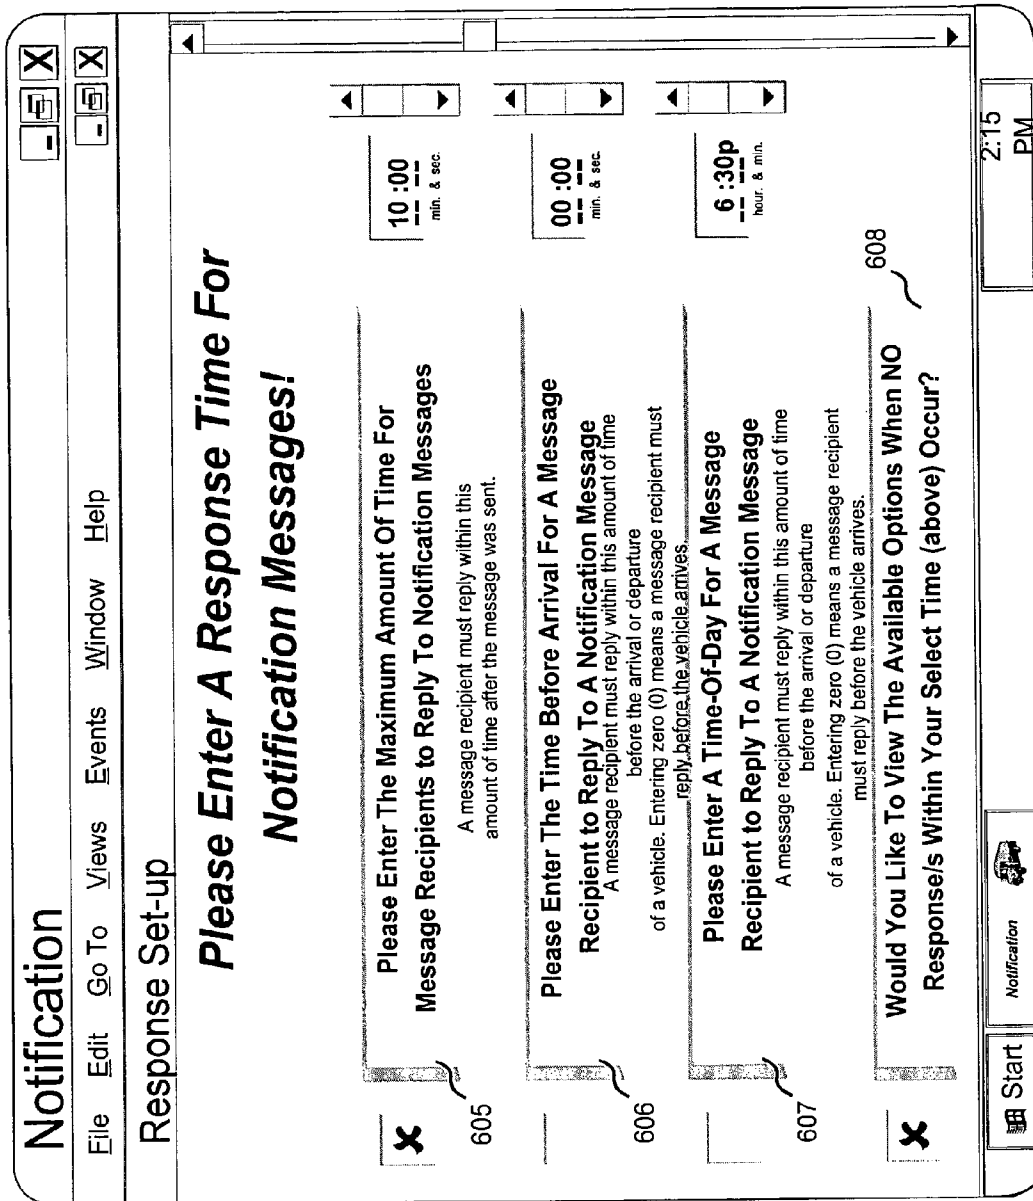 Notification
File Edit Go To Views Events Window Help
Response Set-up
Please Enter A Response Time For
Notification Messages!
Please Enter The Maximum Amount Of Time For
Message Recipients to Reply To Notification Messages
A message recipient must reply within this
amount of time after the message was sent.
10 :00
min. & sec.
605
Please Enter The Time Before Arrival For A Message
Recipient to Reply To A Notification Message
A message recipient must reply within this amount of time
before the arrival or departure
of a vehicle. Entering zero (0) means a message recipient must
reply before the vehicle arrives.
00 :00
min. & sec.
606
Please Enter A Time-Of-Day For A Message
Recipient to Reply To A Notification Message
A message recipient must reply within this amount of time
before the arrival or departure
of a vehicle. Entering zero (0) means a message recipient
must reply before the vehicle arrives.
6 :30p
hour. & min.
607
Would You Like To View The Available Options When NO
Response/s Within Your Select Time (above) Occur?
608
Start
Notification
2:15
PM